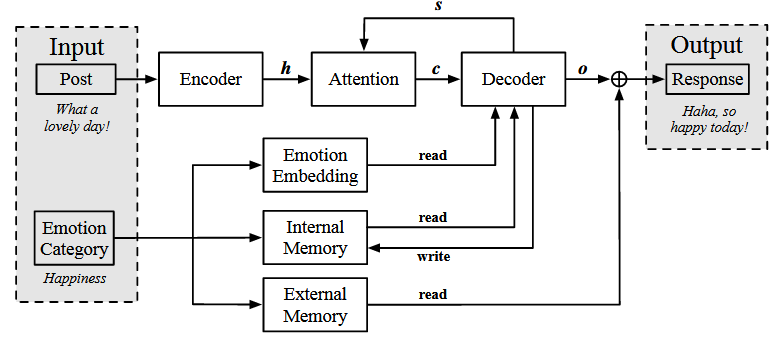 s
Input
Output
Post
Encoder
h
Attention
c
Decoder
o
Response
What a
lovely day!
Haha, so
happy today!
Emotion
Embedding
read
Emotion
Category
Internal
Memory
read
write
Happiness
External
Memory
read